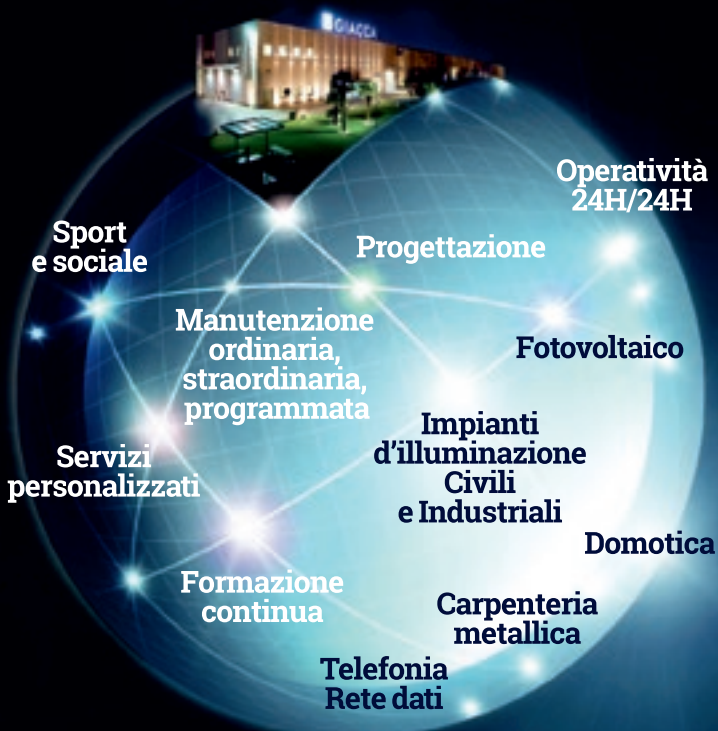 GIACCA
Operatività
24H/24H
Sport
e sociale
Progettazione
Manutenzione
ordinaria,
straordinaria,
programmata
Fotovoltaico
Impianti
d'illuminazione
Civili
e Industriali
Servizi
personalizzati
Domotica
Formazione
continua
Carpenteria
metallica
Telefonia
Rete dati